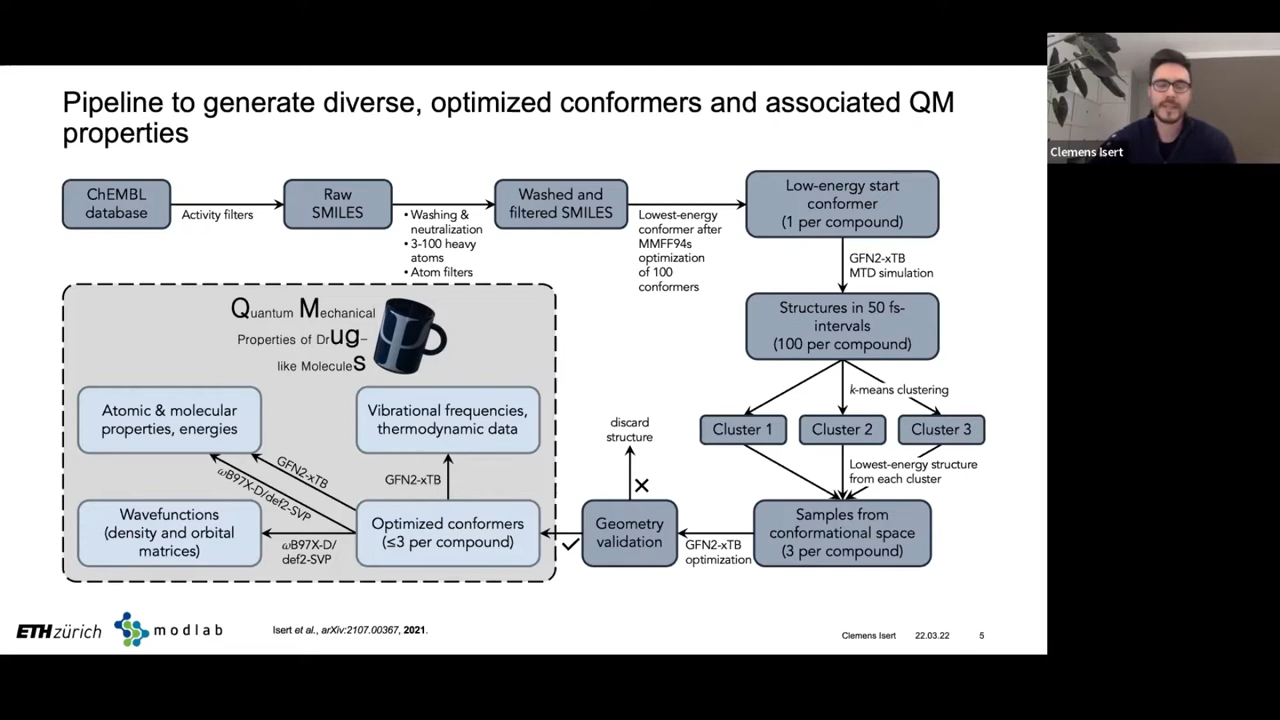 Pipeline to generate diverse, optimized conformers and associated QM
properties
ChEMBL
database
Activity filters
Raw
SMILES
• Washing &
neutralization
• 3-100 heavy
atoms
• Atom filters
Washed and
filtered SMILES
Lowest-energy
conformer after
MMFF94s
optimization
of 100
conformers
Low-energy start
conformer
(1 per compound)
GFN2-xTB
MTD simulation
Structures in 50 fs-
intervals
(100 per compound)
k-means clustering
Cluster 1
Cluster 2
Cluster 3
Lowest-energy structure
from each cluster
Samples from
conformational space
(3 per compound)
GFN2-xTB
optimization
Geometry
validation
discard
structure
Quantum Mechanical
Properties of Drug-
like MoleculeS
Optimized conformers
(≤3 per compound)
GFN2-xTB
Vibrational frequencies,
thermodynamic data
GFN2-xTB
ωB97X-D/def2-SVP
Atomic & molecular
properties, energies
ωB97X-D/
def2-SVP
Wavefunctions
(density and orbital
matrices)
ETH zürich
modlab
Isert et al., arXiv:2107.00367, 2021.
Clemens Isert
22.03.22
5
Clemens Isert